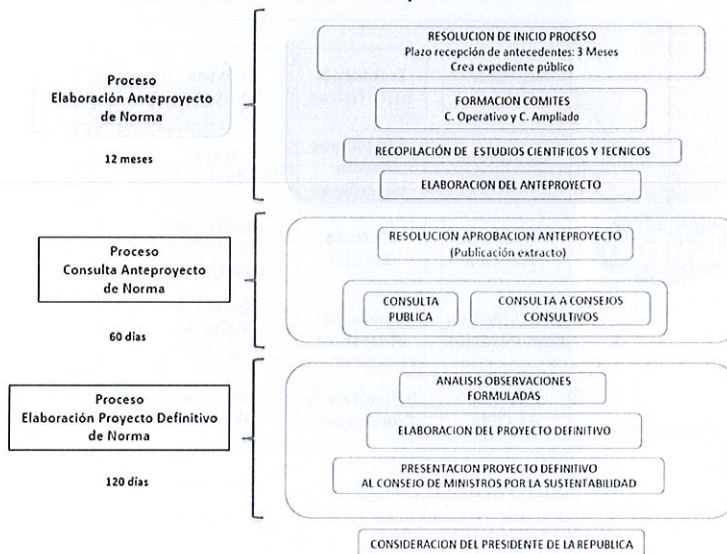 Proceso
Elaboración Anteproyecto
de Norma
12 meses
RESOLUCION DE INICIO PROCESO
Plazo recepción de antecedentes: 3 Meses
Crea expediente público
FORMACION COMITES
C. Operativo y C. Ampliado
RECOPILACIÓN DE ESTUDIOS CIENTIFICOS Y TECNICOS
ELABORACION DEL ANTEPROYECTO
Proceso
Consulta Anteproyecto
de Norma
60 días
RESOLUCION APROBACION ANTEPROYECTO
(Publicación extracto)
CONSULTA
PUBLICA
CONSULTA A CONSEJOS
CONSULTIVOS
Proceso
Elaboración Proyecto Definitivo
de Norma
120 días
ANALISIS OBSERVACIONES
FORMULADAS
ELABORACION DEL PROYECTO DEFINITIVO
PRESENTACION PROYECTO DEFINITIVO
AL CONSEJO DE MINISTROS POR LA SUSTENTABILIDAD
CONSIDERACION DEL PRESIDENTE DE LA REPUBLICA